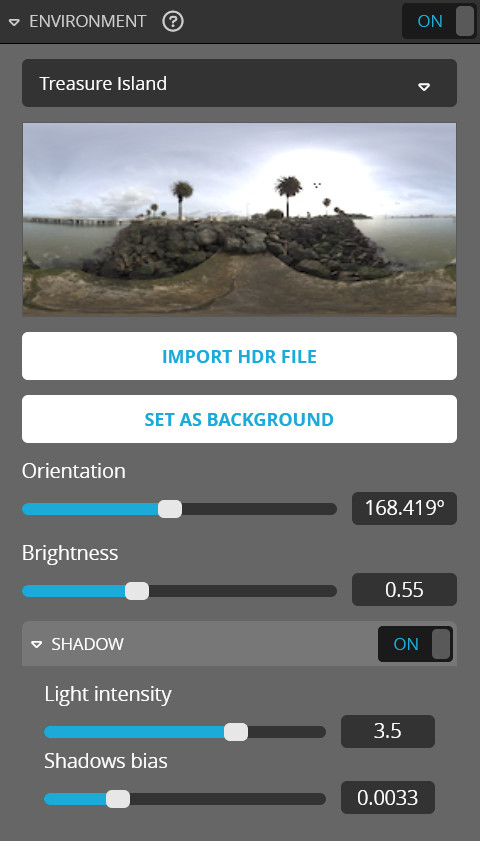 ENVIRONMENT ? ON
Treasure Island
IMPORT HDR FILE
SET AS BACKGROUND
Orientation
168.419º
Brightness
0.55
SHADOW ON
Light intensity
3.5
Shadows bias
0.0033